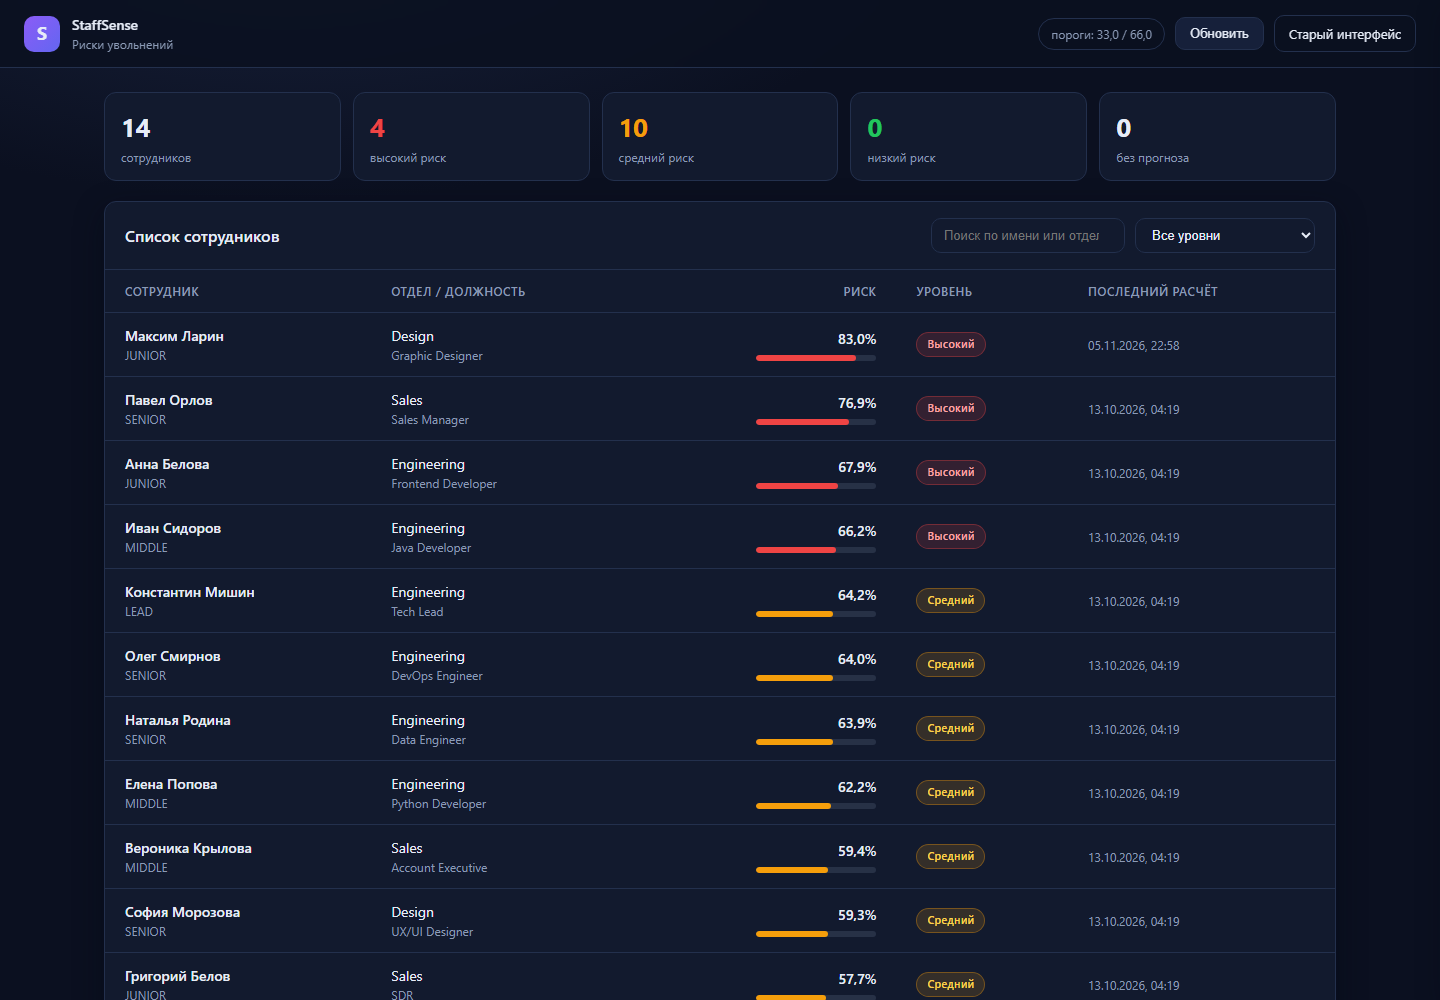 S
StaffSense
Риски увольнений
пороги: 33,0 / 66,0
Обновить
Старый интерфейс
14
сотрудников
4
высокий риск
10
средний риск
0
низкий риск
0
без прогноза
Список сотрудников
Поиск по имени или отдел
Все уровни
СОТРУДНИК ОТДЕЛ / ДОЛЖНОСТЬ РИСК УРОВЕНЬ ПОСЛЕДНИЙ РАСЧЁТ
Максим Ларин Design 83,0% Высокий 05.11.2026, 22:58
JUNIOR Graphic Designer
Павел Орлов Sales 76,9% Высокий 13.10.2026, 04:19
SENIOR Sales Manager
Анна Белова Engineering 67,9% Высокий 13.10.2026, 04:19
JUNIOR Frontend Developer
Иван Сидоров Engineering 66,2% Высокий 13.10.2026, 04:19
MIDDLE Java Developer
Константин Мишин Engineering 64,2% Средний 13.10.2026, 04:19
LEAD Tech Lead
Олег Смирнов Engineering 64,0% Средний 13.10.2026, 04:19
SENIOR DevOps Engineer
Наталья Родина Engineering 63,9% Средний 13.10.2026, 04:19
SENIOR Data Engineer
Елена Попова Engineering 62,2% Средний 13.10.2026, 04:19
MIDDLE Python Developer
Вероника Крылова Sales 59,4% Средний 13.10.2026, 04:19
MIDDLE Account Executive
София Морозова Design 59,3% Средний 13.10.2026, 04:19
SENIOR UX/UI Designer
Григорий Белов Sales 57,7% Средний 13.10.2026, 04:19
JUNIOR SDR